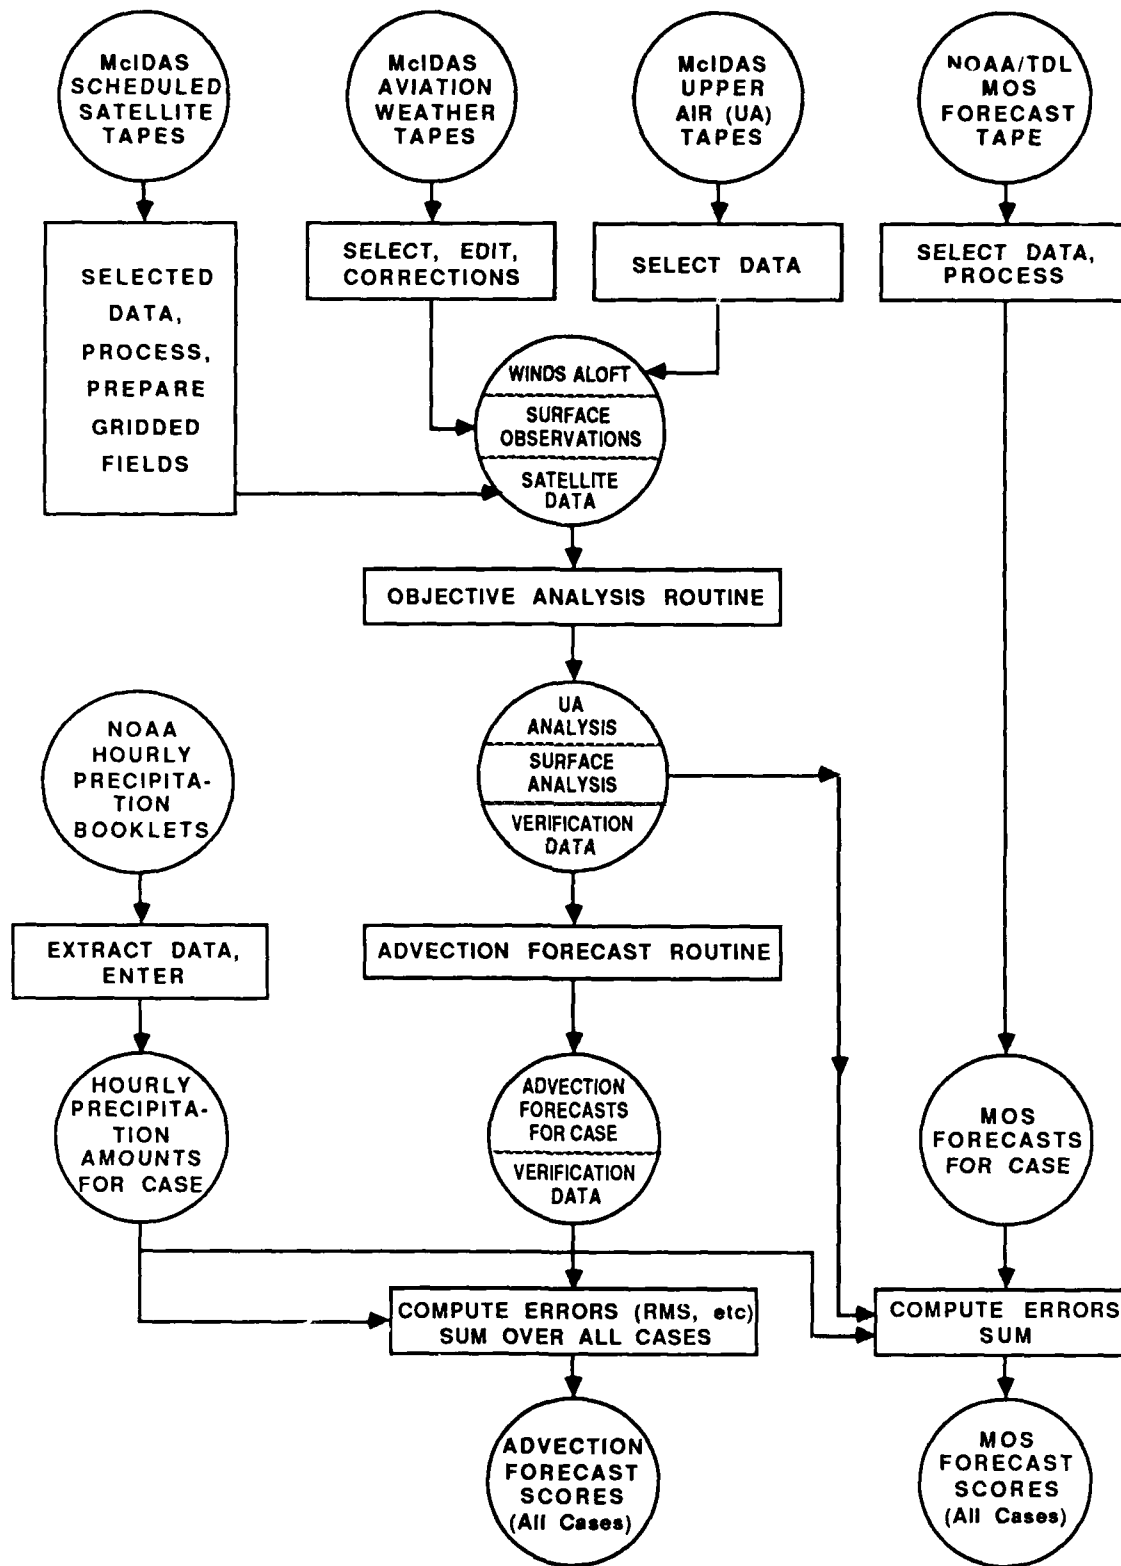 McIDAS
SCHEDULED
SATELLITE
TAPES
McIDAS
AVIATION
WEATHER
TAPES
McIDAS
UPPER
AIR (UA)
TAPES
NOAA/TDL
MOS
FORECAST
TAPE
SELECTED
DATA,
PROCESS,
PREPARE
GRIDDED
FIELDS
SELECT, EDIT,
CORRECTIONS
SELECT DATA
SELECT DATA,
PROCESS
WINDS ALOFT
SURFACE
OBSERVATIONS
SATELLITE
DATA
OBJECTIVE ANALYSIS ROUTINE
UA
ANALYSIS
SURFACE
ANALYSIS
VERIFICATION
DATA
NOAA
HOURLY
PRECIPITA-
TION
BOOKLETS
EXTRACT DATA,
ENTER
ADVECTION FORECAST ROUTINE
HOURLY
PRECIPITA-
TION
AMOUNTS
FOR CASE
ADVECTION
FORECASTS
FOR CASE
VERIFICATION
DATA
MOS
FORECASTS
FOR CASE
COMPUTE ERRORS (RMS, etc)
SUM OVER ALL CASES
COMPUTE ERRORS
SUM
ADVECTION
FORECAST
SCORES
(All Cases)
MOS
FORECAST
SCORES
(All Cases)